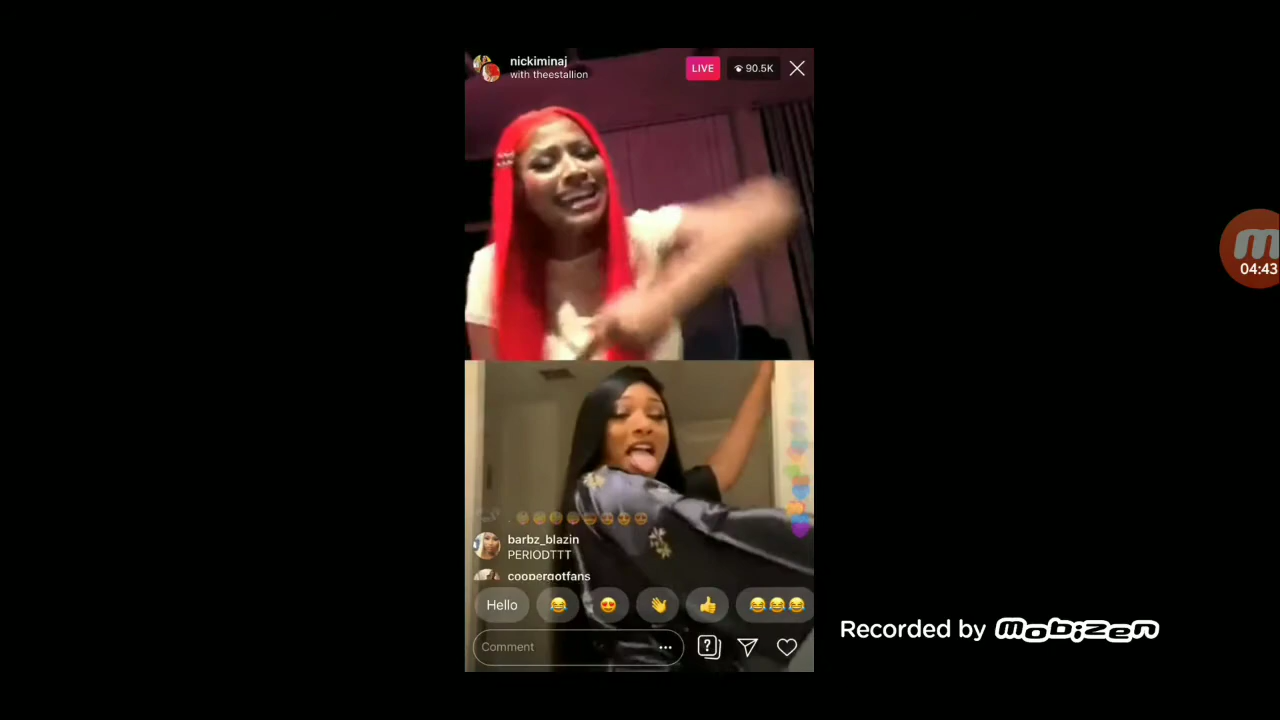 nickiminaj
with theestallion
LIVE
90.5K
04:43
barbz_blazin
PERIODTTT
coopergotfans
Hello
Comment
Recorded by Mobizen